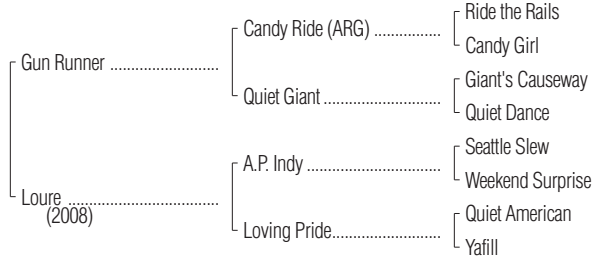 Ride the Rails
Candy Ride (ARG) ................
Candy Girl
Gun Runner ..........................
Giant's Causeway
Quiet Giant ............................
Quiet Dance
Seattle Slew
A.P. Indy ................................
Weekend Surprise
Loure ....................................
(2008)
Quiet American
Loving Pride..........................
Yafill